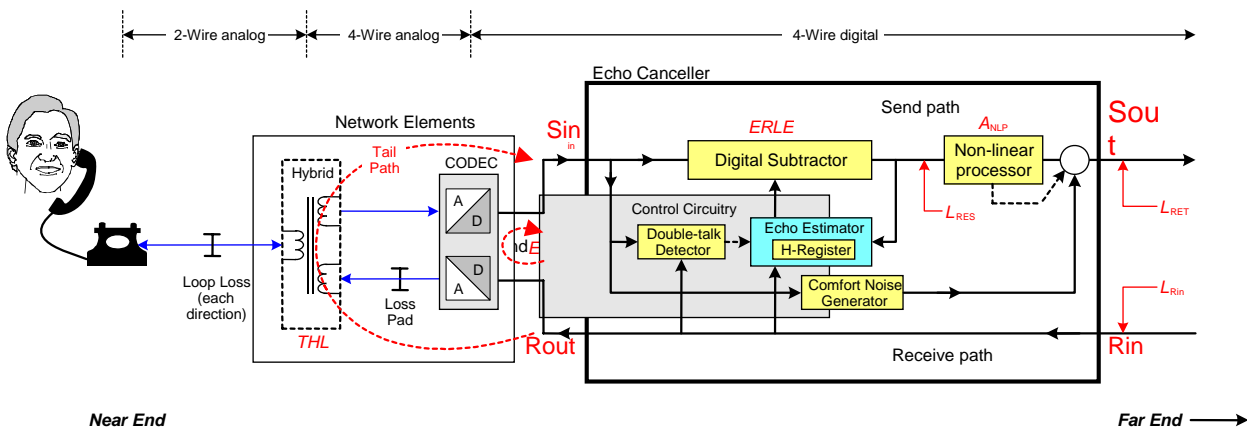 2-Wire analog
4-Wire analog
4-Wire digital
Echo Canceller
Send path
Network Elements
Sin
in
ERLE
A
NLP
Sou
t
Tail
Path
CODEC
Hybrid
Digital Subtractor
Non-linear
processor
A
D
Control Circuitry
L
RES
L
RET
Echo Estimator
H-Register
Double-talk
Detector
nd
E
D
A
Comfort Noise
Generator
L
Rin
Loop Loss
(each
direction)
Loss
Pad
THL
Rout
Receive path
Rin
Near End
Far End